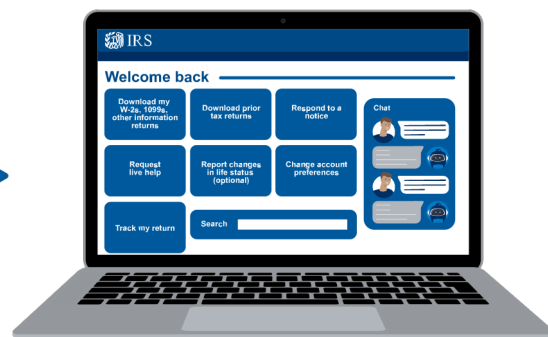 IRS
Welcome back
Download my
W-2s, 1099s,
other information
returns
Download prior
tax returns
Respond to a
notice
Chat
Request
live help
Report changes
in life status
(optional)
Change account
preferences
Track my return
Search